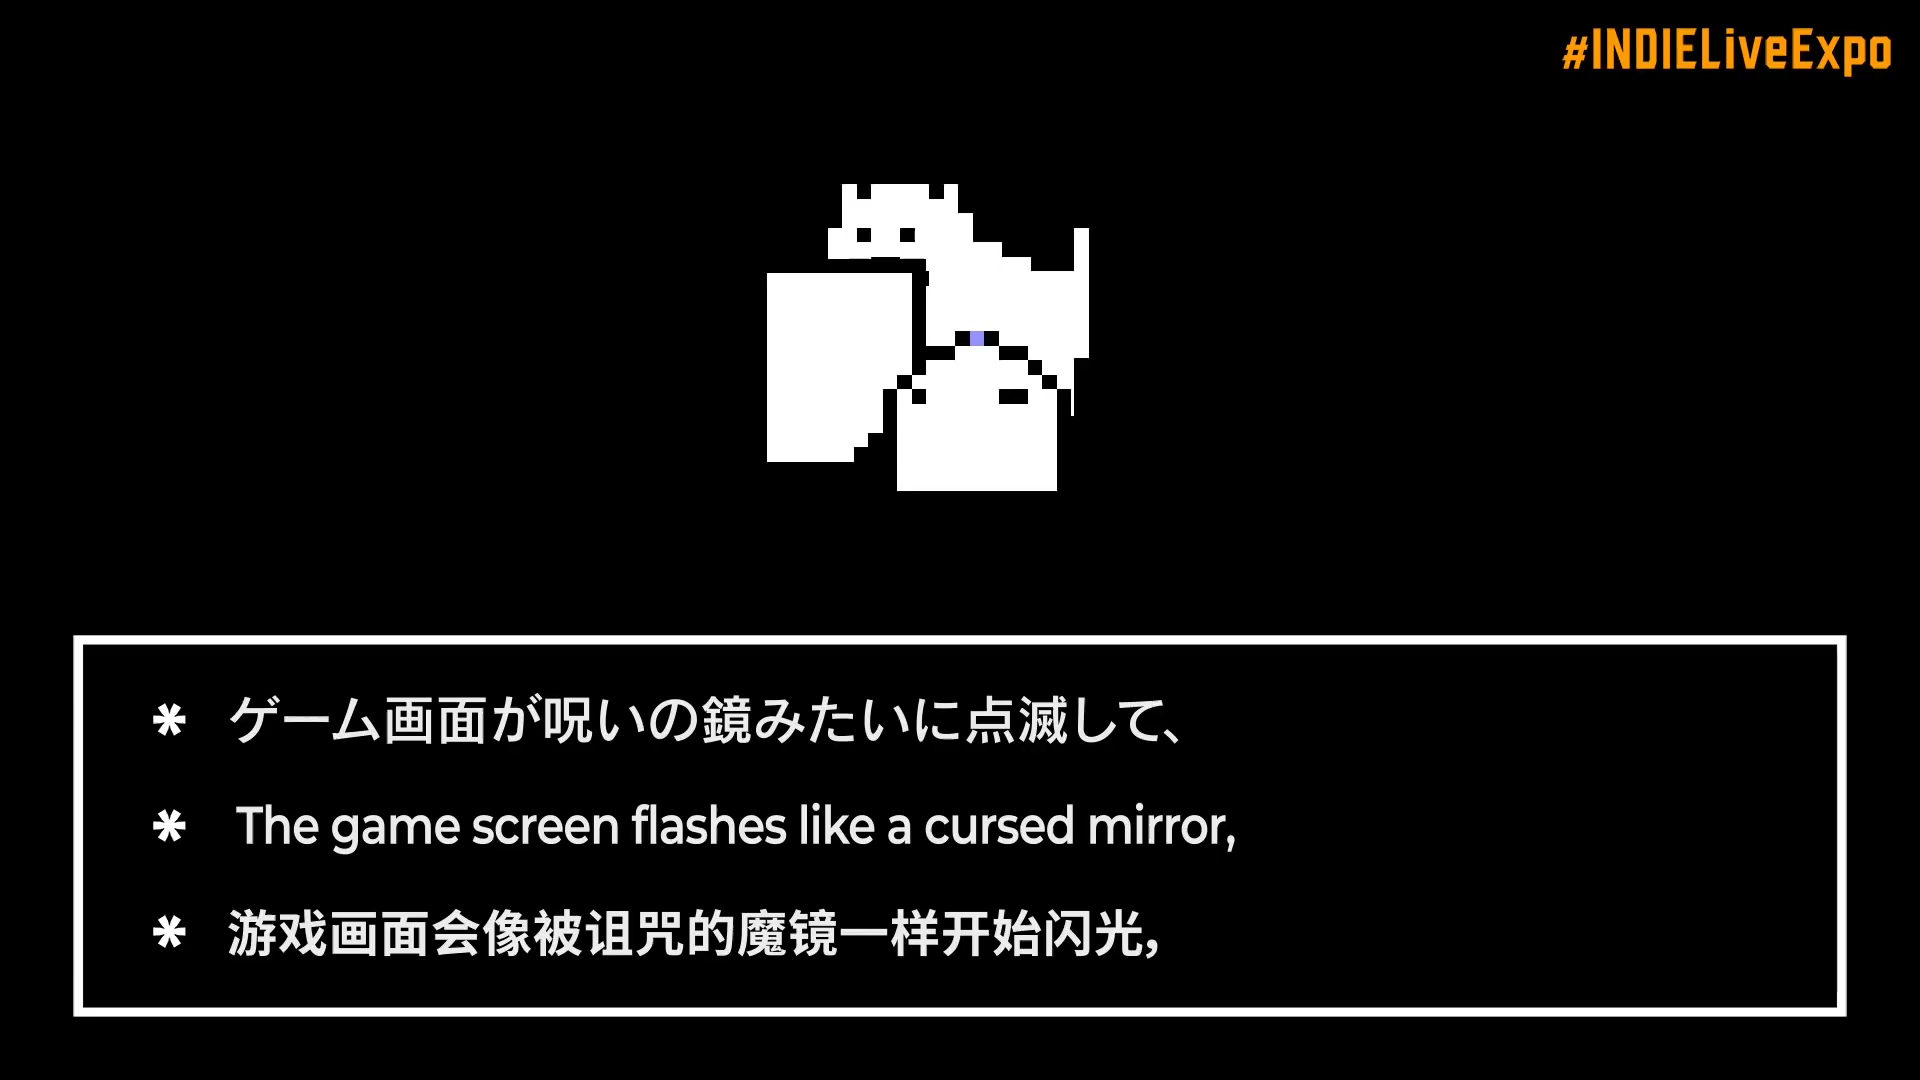 #INDIELiveExpo
* ゲーム画面が呪いの鏡みたいに点滅して、
* The game screen flashes like a cursed mirror,
* 游戏画面会像被诅咒的魔镜一样开始闪光,